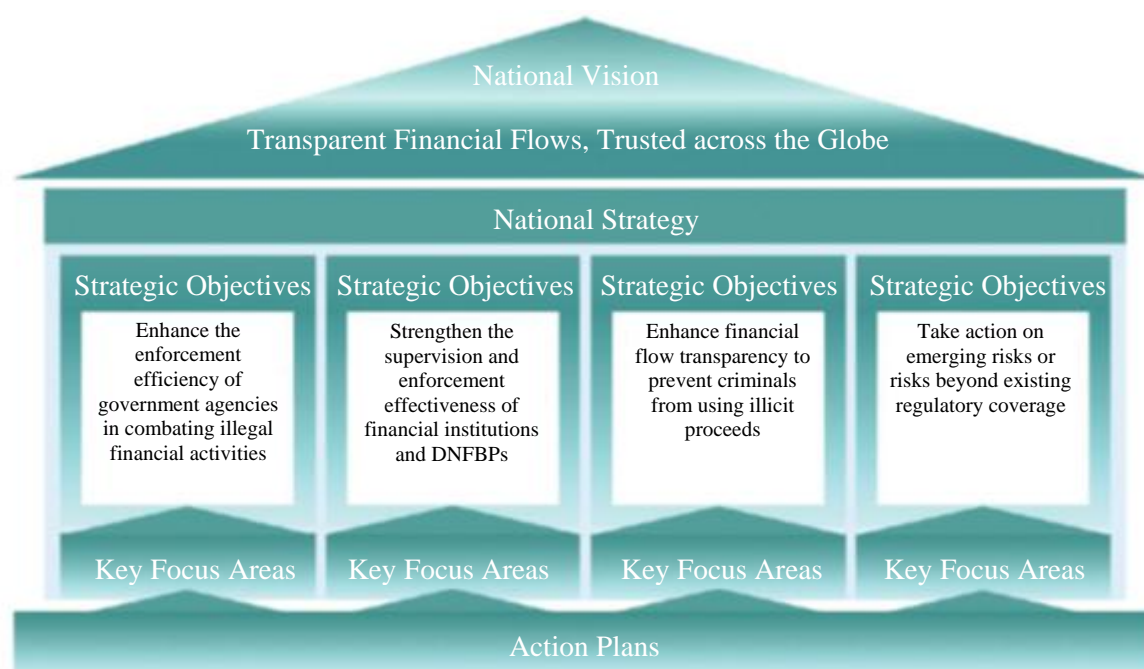 National Vision
Transparent Financial Flows, Trusted across the Globe
National Strategy
Strategic Objectives
Enhance the
enforcement
efficiency of
government agencies
in combating illegal
financial activities
Strategic Objectives
Strengthen the
supervision and
enforcement
effectiveness of
financial institutions
and DNFBPs
Strategic Objectives
Enhance financial
flow transparency to
prevent criminals
from using illicit
proceeds
Strategic Objectives
Take action on
emerging risks or
risks beyond existing
regulatory coverage
Key Focus Areas
Key Focus Areas
Key Focus Areas
Key Focus Areas
Action Plans